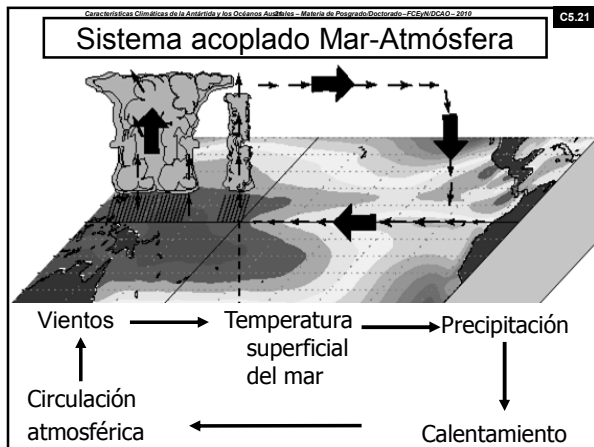 Características Climáticas de la Antártida y los Océanos Australes – Materia de Posgrado/Doctorado –FCEyN/DCAO – 2010
C5.21
Sistema acoplado Mar-Atmósfera
Vientos
Temperatura
superficial
del mar
Precipitación
Circulación
atmosférica
Calentamiento